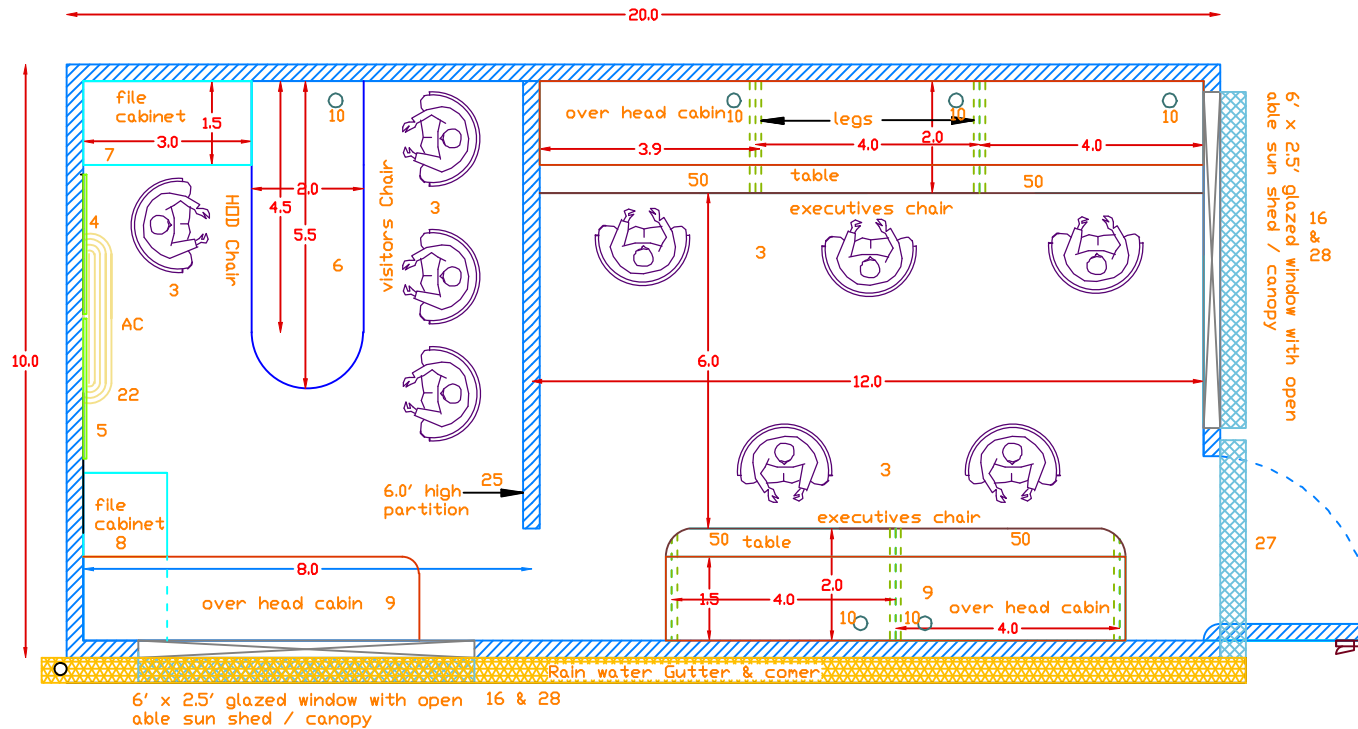 20.0
file
cabinet
1.5
3.0
7
10
4
HOD Chair
3
AC
22
5
2.0
4.5
5.5
6
visitors Chair
3
over head cabin
10
legs
10
10
2.0
3.9
4.0
4.0
50
table
50
executives chair
3
6' x 2.5' glazed window with open
able sun shed / canopy
16
&
28
10.0
6.0
12.0
3
25
6.0' high
partition
executives chair
file
cabinet
8
8.0
over head cabin 9
50
table
50
27
1.5
4.0
2.0
9
over head cabin
10
10
4.0
Rain water Gutter & comer
6' x 2.5' glazed window with open 16 & 28
able sun shed / canopy